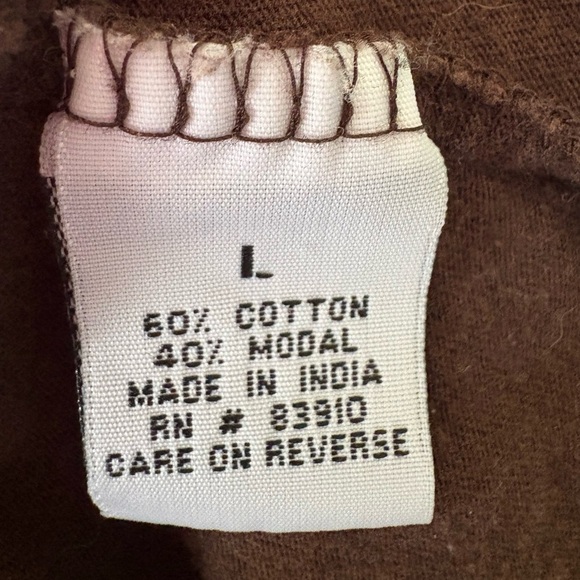 L
60% COTTON
40% MODAL
MADE IN INDIA
RN # 83910
CARE ON REVERSE